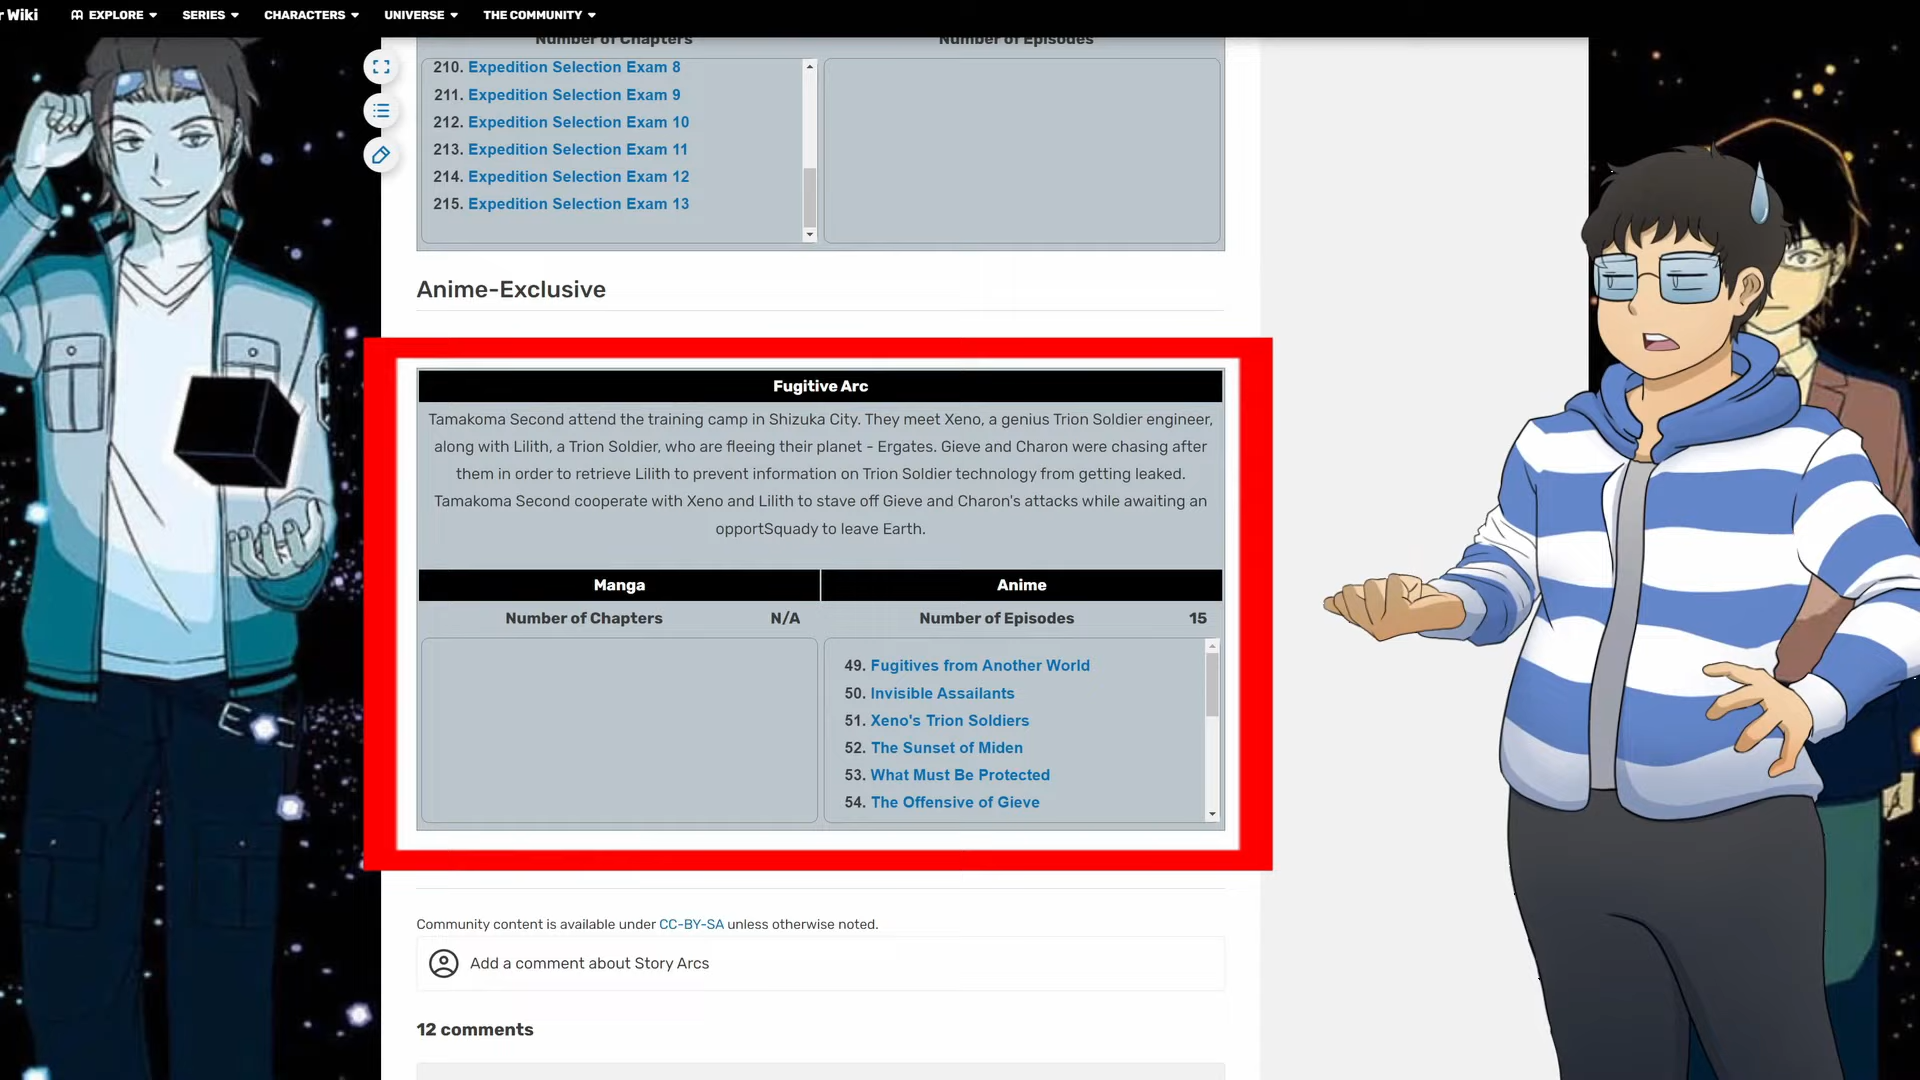 r Wiki
EXPLORE
SERIES
CHARACTERS
UNIVERSE
THE COMMUNITY
Number of Chapters
Number of Episodes
210. Expedition Selection Exam 8
211. Expedition Selection Exam 9
212. Expedition Selection Exam 10
213. Expedition Selection Exam 11
214. Expedition Selection Exam 12
215. Expedition Selection Exam 13
Anime-Exclusive
Fugitive Arc
Tamakoma Second attend the training camp in Shizuka City. They meet Xeno, a genius Trion Soldier engineer,
along with Lilith, a Trion Soldier, who are fleeing their planet - Ergates. Gieve and Charon were chasing after
them in order to retrieve Lilith to prevent information on Trion Soldier technology from getting leaked.
Tamakoma Second cooperate with Xeno and Lilith to stave off Gieve and Charon's attacks while awaiting an
opportSquady to leave Earth.
Manga
Anime
Number of Chapters N/A
Number of Episodes 15
49. Fugitives from Another World
50. Invisible Assailants
51. Xeno's Trion Soldiers
52. The Sunset of Miden
53. What Must Be Protected
54. The Offensive of Gieve
Community content is available under CC-BY-SA unless otherwise noted.
Add a comment about Story Arcs
12 comments